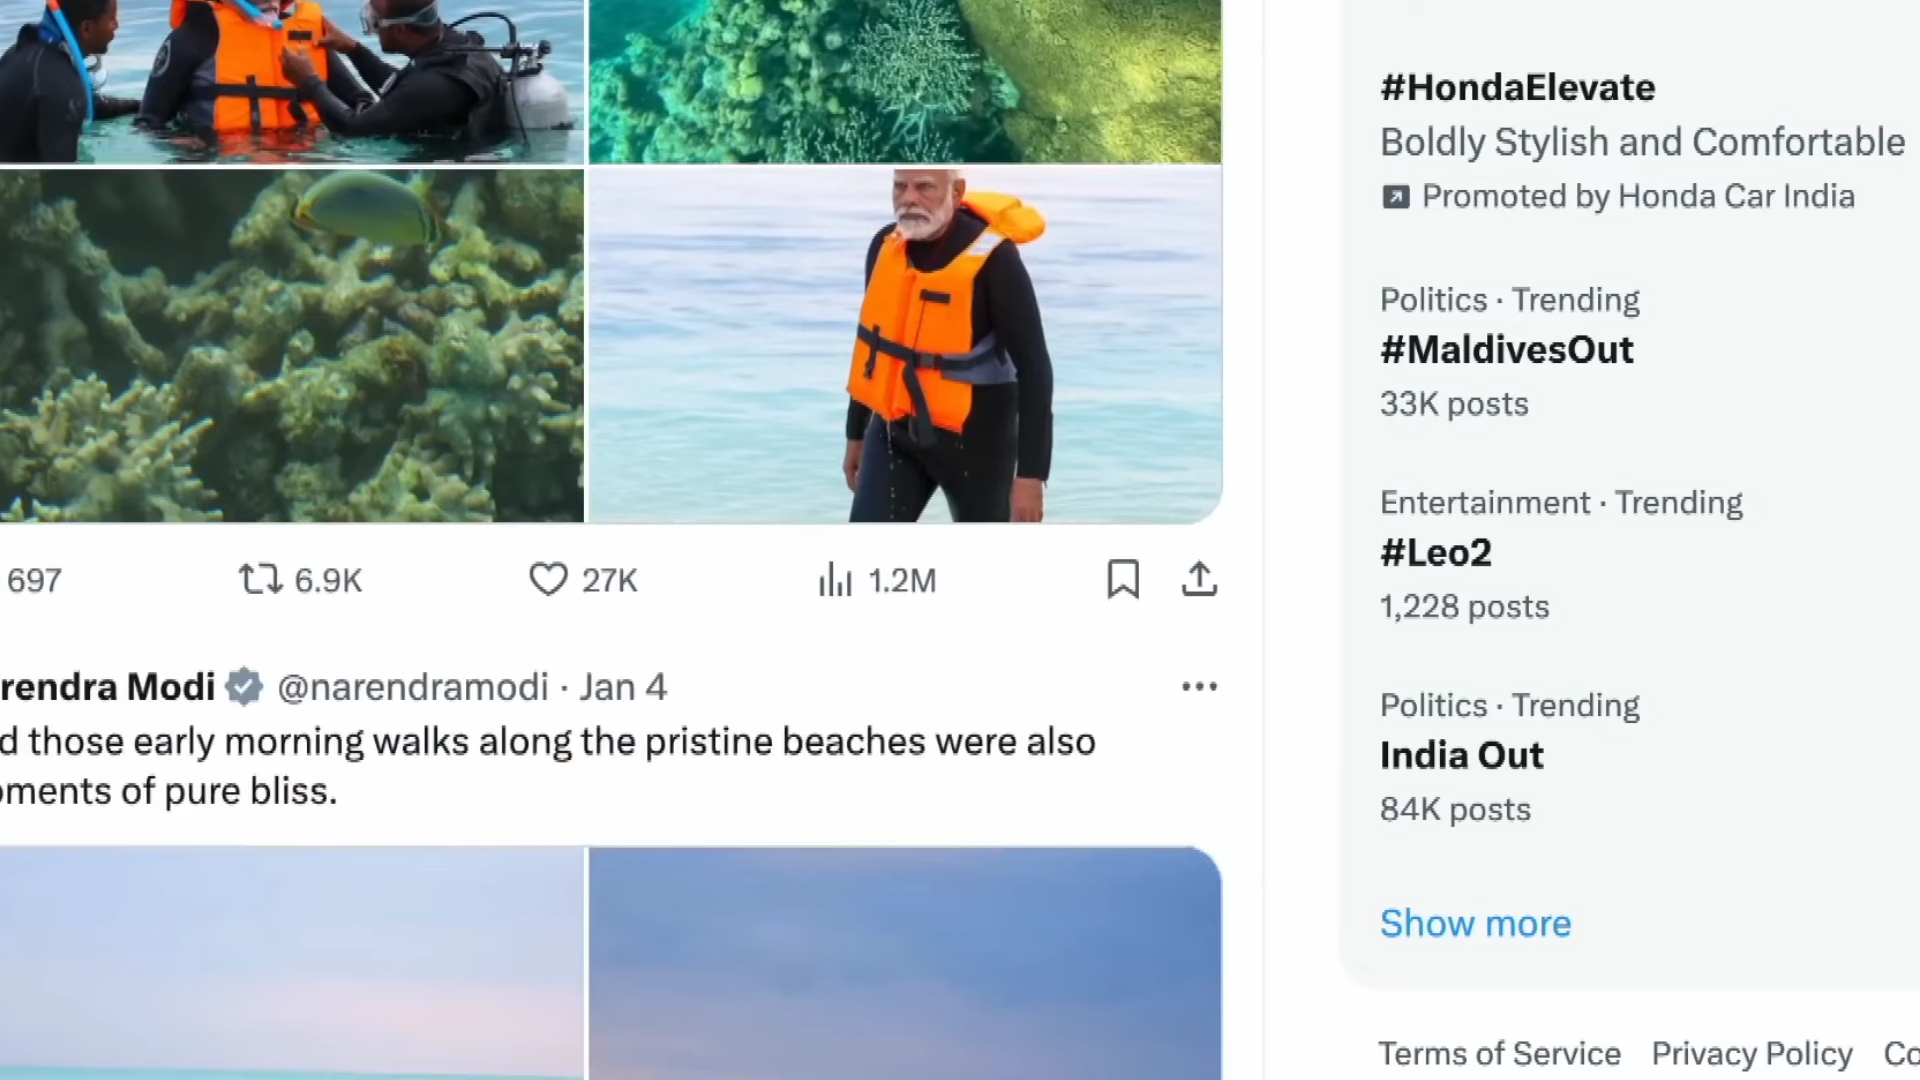 697 6.9K 27K 1.2M
rendra Modi @narendramodi · Jan 4
d those early morning walks along the pristine beaches were also
ments of pure bliss.
#HondaElevate
Boldly Stylish and Comfortable
Promoted by Honda Car India
Politics · Trending
#MaldivesOut
33K posts
Entertainment · Trending
#Leo2
1,228 posts
Politics · Trending
India Out
84K posts
Show more
Terms of Service Privacy Policy Co